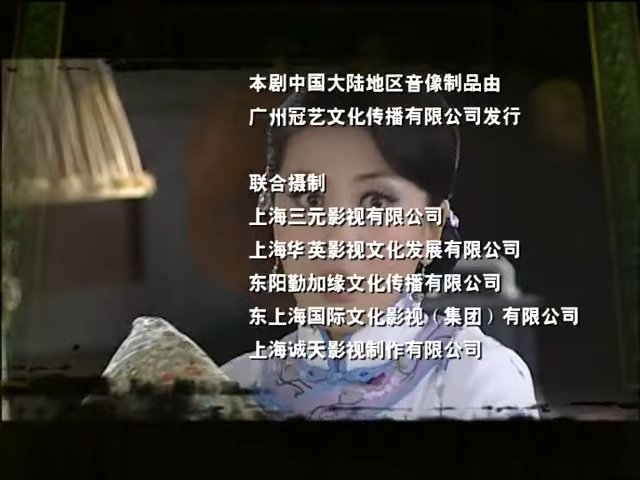 本剧中国大陆地区音像制品由
广州冠艺文化传播有限公司发行
联合摄制
上海三元影视有限公司
上海华英影视文化发展有限公司
东阳勤加缘文化传播有限公司
东上海国际文化影视（集团）有限公司
上海诚天影视制作有限公司